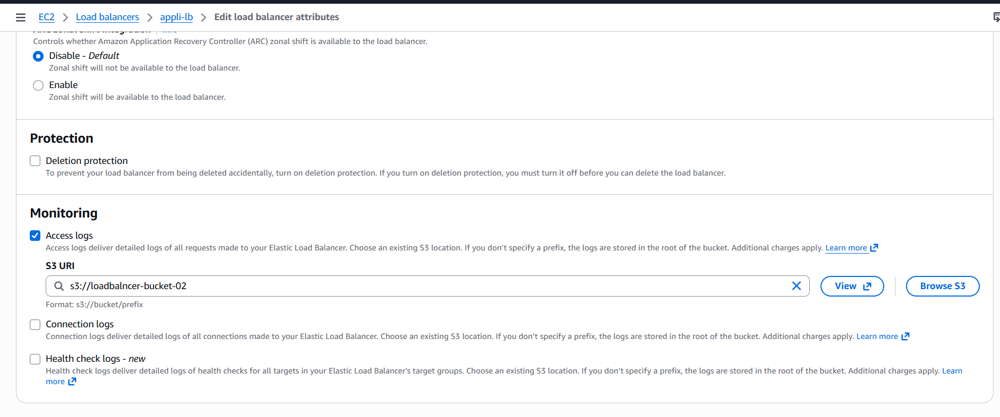 EC2 > Load balancers > appli-lb > Edit load balancer attributes
Controls whether Amazon Application Recovery Controller (ARC) zonal shift is available to the load balancer.
Disable - Default
Zonal shift will not be available to the load balancer.
Enable
Zonal shift will be available to the load balancer.
Protection
Deletion protection
To prevent your load balancer from being deleted accidentally, turn on deletion protection. If you turn on deletion protection, you must turn it off before you can delete the load balancer.
Monitoring
Access logs
Access logs deliver detailed logs of all requests made to your Elastic Load Balancer. Choose an existing S3 location. If you don’t specify a prefix, the logs are stored in the root of the bucket. Additional charges apply. Learn more
S3 URI
s3://loadbalncer-bucket-02
View
Browse S3
Format: s3://bucket/prefix
Connection logs
Connection logs deliver detailed logs of all connections made to your Elastic Load Balancer. Choose an existing S3 location. If you don’t specify a prefix, the logs are stored in the root of the bucket. Additional charges apply. Learn more
Health check logs - new
Health check logs deliver detailed logs of health checks for all targets in your Elastic Load Balancer's target groups. Choose an existing S3 location. If you don’t specify a prefix, the logs are stored in the root of the bucket. Additional charges apply. Learn
more